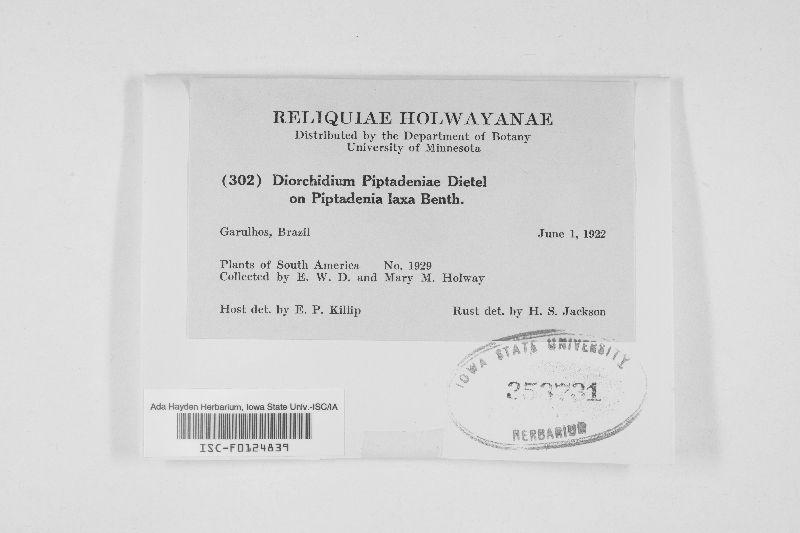 RELIQUIAE HOLWAYANAE
Distributed by the Department of Botany
University of Minnesota
(302) Diorchidium Piptadeniae Dietel
on Piptadenia laxa Benth.
Garulhos, Brazil June 1, 1922
Plants of South America No. 1929
Collected by E. W. D. and Mary M. Holway
Host det. by E. P. Killip Rust det. by H. S. Jackson
IOWA STATE UNIVERSITY
HERBARIUM
Ada Hayden Herbarium, Iowa State Univ.-ISC/IA
ISC-F0124839